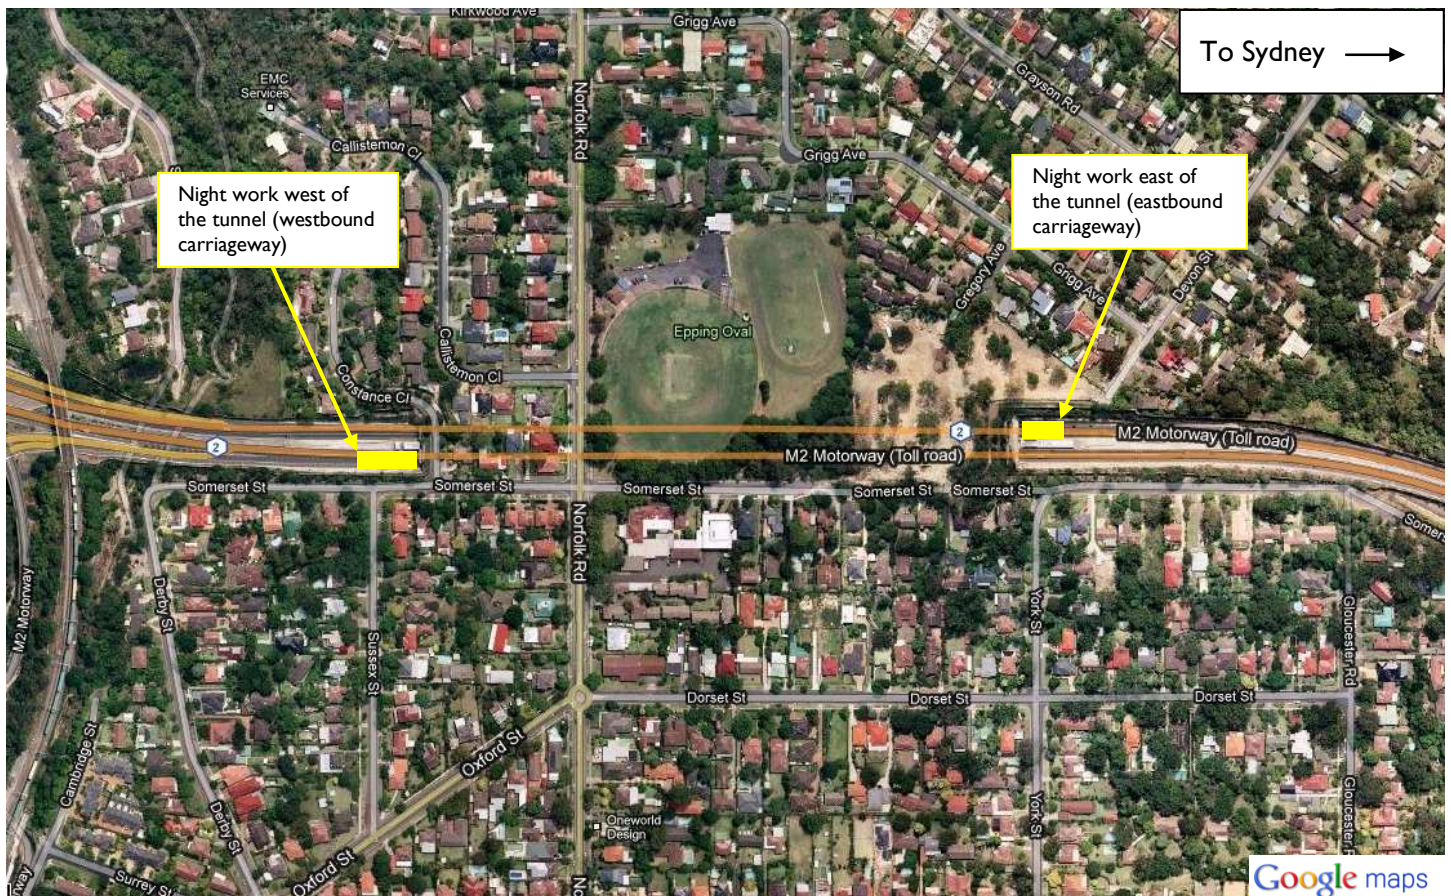 Kirkwood Ave
Grigg Ave
To Sydney
Grayson Rd
EMC
Services
Norfolk Rd
Callistemon Cl
Grigg Ave
Night work west of
the tunnel (westbound
carriageway)
Night work east of
the tunnel (eastbound
carriageway)
Gregory Ave
Grigg Ave
Devon St
Epping Oval
Callistemon Cl
Callistemon Cl
Constance Cl
2
2
M2 Motorway (Toll road)
M2 Motorway (Toll road)
Somerset St
Somerset St
Somerset St
Somerset St
Somerset St
Somers
Norfolk Rd
M2 Motorway
Derby St
Sussex St
York St
Gloucester Rd
Dorset St
Dorset St
Dorset St
Oxford St
Cambridge St
Derby St
Oneworld
Design
York St
Gloucester R
Surrey St
Oxford St
rway
No
Google maps